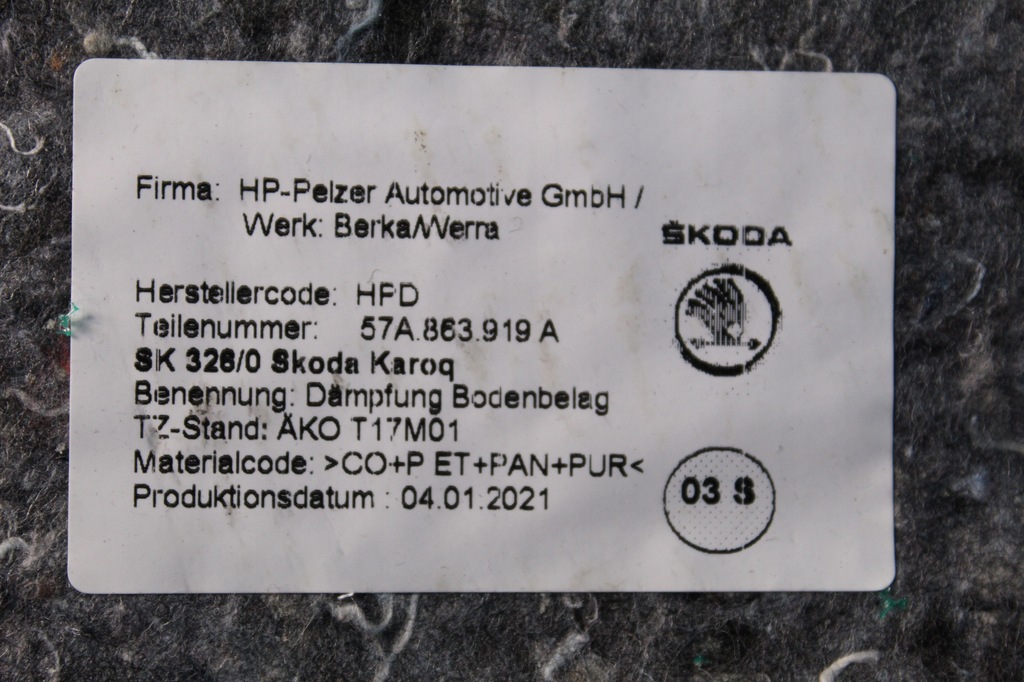 Firma: HP-Pelzer Automotive GmbH /
Werk: Berka/Werra
ŠKODA
Herstellercode: HPD
Teilenummer: 57A.863.919 A
SK 326/0 Skoda Karoq
Benennung: Dämpfung Bodenbelag
TZ-Stand: ÄKO T17M01
Materialcode: >CO+P ET+PAN+PUR<
Produktionsdatum : 04.01.2021
03 S